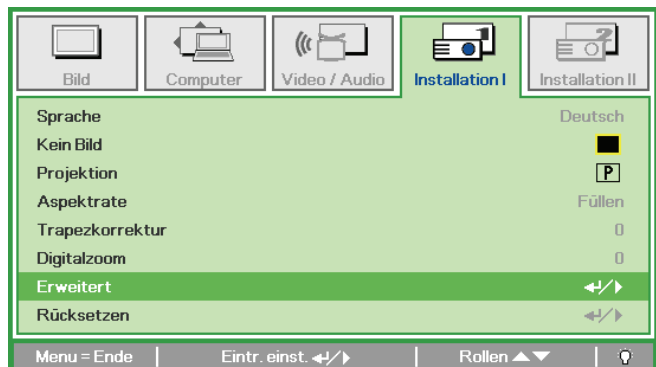 Bild Computer Video / Audio Installation I Installation II
Sprache Deutsch
Kein Bild
Projektion P
Aspektrate Füllen
Trapezkorrektur 0
Digitalzoom 0
Erweitert
Rücksetzen
Menu = Ende Eintr. einst. Rollen